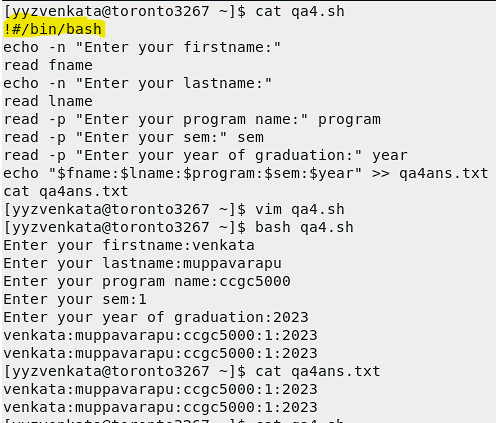 [yyzvenkata@toronto3267 ~]$ cat qa4.sh
!#/bin/bash
echo -n "Enter your firstname:"
read fname
echo -n "Enter your lastname:"
read lname
read -p "Enter your program name:" program
read -p "Enter your sem:" sem
read -p "Enter your year of graduation:" year
echo "$fname:$lname:$program:$sem:$year" >> qa4ans.txt
cat qa4ans.txt
[yyzvenkata@toronto3267 ~]$ vim qa4.sh
[yyzvenkata@toronto3267 ~]$ bash qa4.sh
Enter your firstname:venkata
Enter your lastname:muppavarapu
Enter your program name:ccgc5000
Enter your sem:1
Enter your year of graduation:2023
venkata:muppavarapu:ccgc5000:1:2023
venkata:muppavarapu:ccgc5000:1:2023
[yyzvenkata@toronto3267 ~]$ cat qa4ans.txt
venkata:muppavarapu:ccgc5000:1:2023
venkata:muppavarapu:ccgc5000:1:2023
[yyzvenkata@toronto3267 ~]$ cat qa4.sh